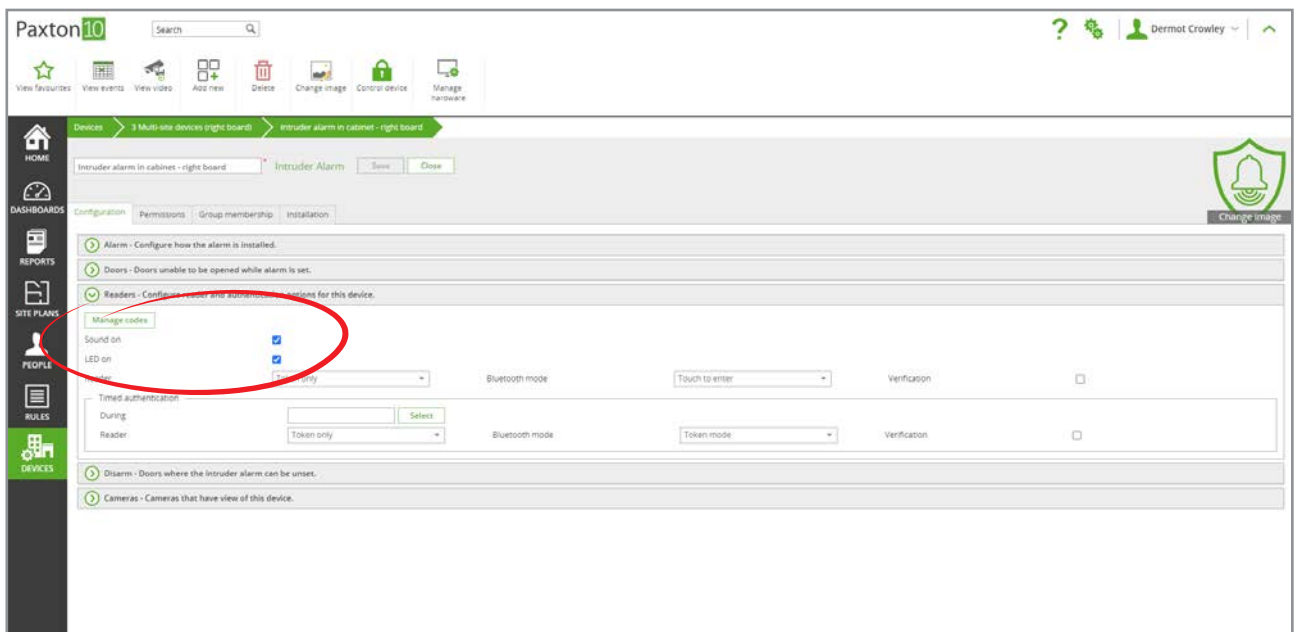 Paxton10
Search
Dermot Crowley
View favourites
View events
View video
Add new
Delete
Change image
Control device
Manage hardware
Devices
3 Multi-site devices (right board)
Intruder alarm in cabinet - right board
HOME
DASHBOARDS
REPORTS
SITE PLANS
PEOPLE
RULES
DEVICES
Intruder alarm in cabinet - right board * Intruder Alarm Save Close
Change image
Configuration Permissions Group membership Installation
Alarm - Configure how the alarm is installed.
Doors - Doors unable to be opened while alarm is set.
Readers - Configure reader and authentication options for this device.
Manage codes
Sound on
LED on
Reader Token only Bluetooth mode Touch to enter Verification
Timed authentication
During Select
Reader Token only Bluetooth mode Token mode Verification
Disarm - Doors where the intruder alarm can be unset.
Cameras - Cameras that have view of this device.